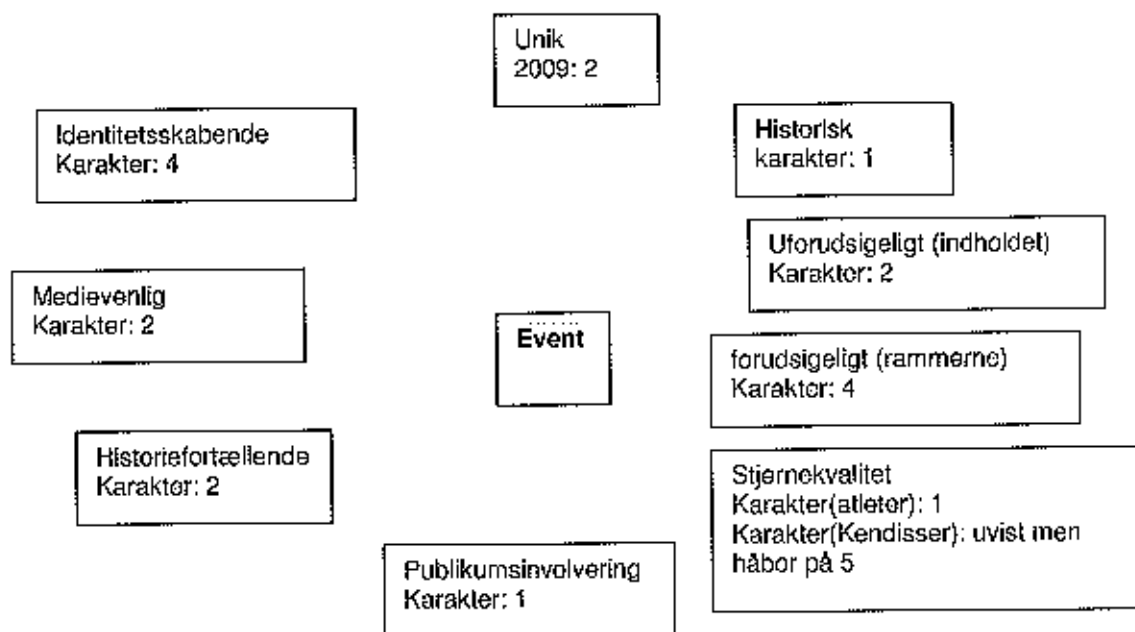 Unik
2009: 2
Identitetsskabende
Karakter: 4
Historisk
karakter: 1
Uforudsigeligt (indholdet)
Karakter: 2
Medievenlig
Karakter: 2
Event
forudsigeligt (rammerne)
Karakter: 4
Historiefortællende
Karakter: 2
Stjernekvalitet
Karakter(atleter): 1
Karakter(Kendisser): uvist men
håber på 5
Publikumsinvolvering
Karakter: 1